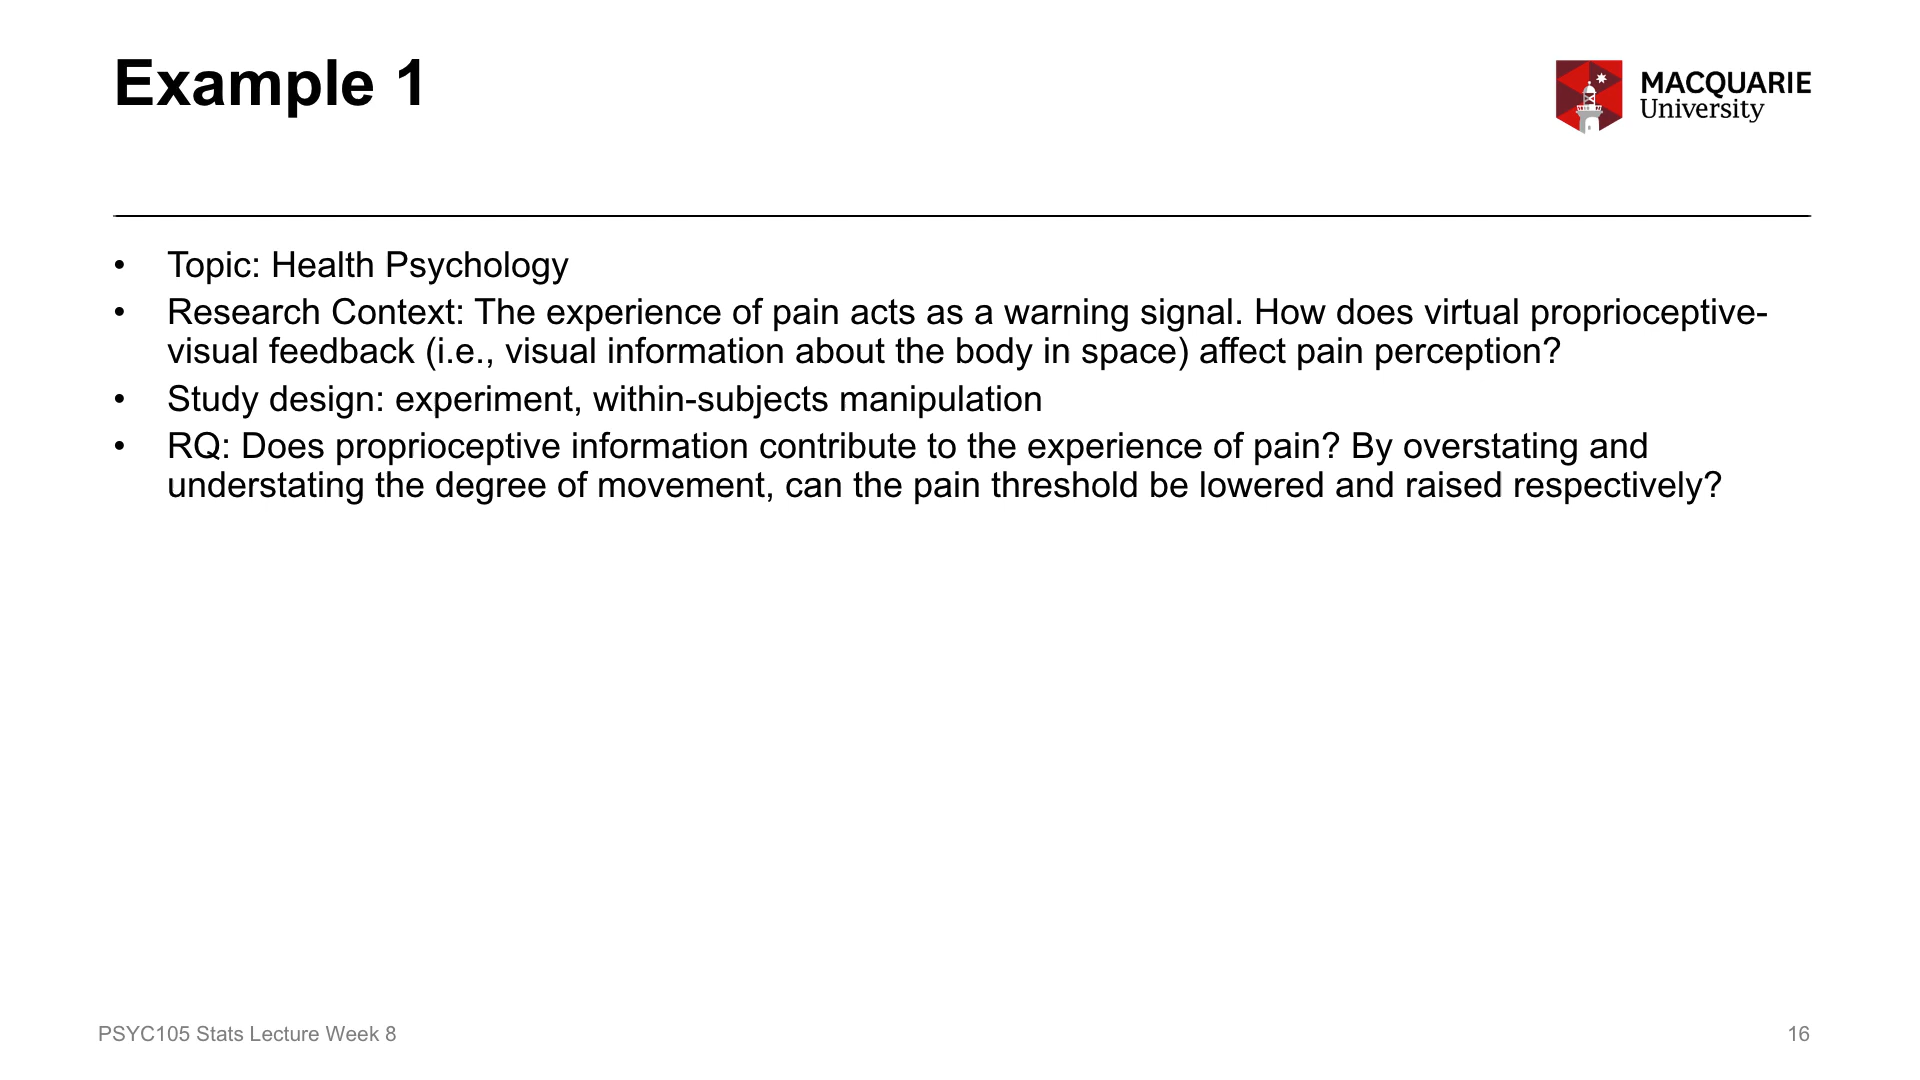 Example 1
MACQUARIE
University
• Topic: Health Psychology
• Research Context: The experience of pain acts as a warning signal. How does virtual proprioceptive-
visual feedback (i.e., visual information about the body in space) affect pain perception?
• Study design: experiment, within-subjects manipulation
• RQ: Does proprioceptive information contribute to the experience of pain? By overstating and
understating the degree of movement, can the pain threshold be lowered and raised respectively?
PSYC105 Stats Lecture Week 8
16